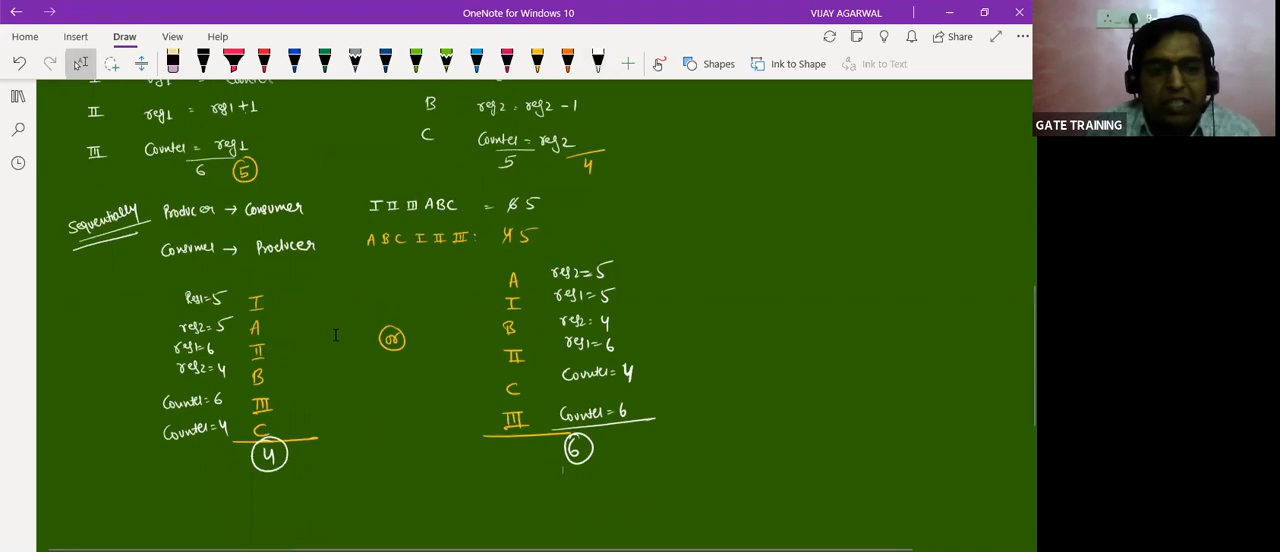 OneNote for Windows 10
VIJAY AGARWAL
Home Insert Draw View Help
Share
Shapes Ink to Shape Ink to Text
GATE TRAINING
I reg1 = Counter
II reg1 = reg1+1
III Counter = reg1
6 5
B reg2 = reg2 - 1
C Counter = reg2
5 4
Sequentially Producer → Consumer I II III A B C = 6 5
Consumer → Producer A B C I II III : 4 5
Reg1=5 I
reg2=5 A
reg1=6 II
reg2=4 B
Counter=6 III
Counter=4 C
4
or
A reg2=5
I reg1=5
B reg2=4
II reg1=6
C Counter=4
III Counter=6
6